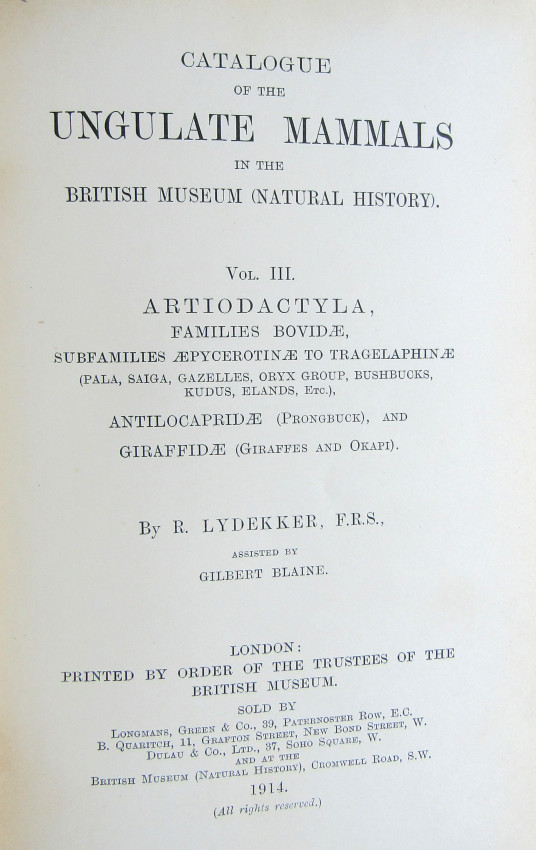 CATALOGUE
OF THE
UNGULATE MAMMALS
IN THE
BRITISH MUSEUM (NATURAL HISTORY).
VOL. III.
ARTIODACTYLA,
FAMILIES BOVIDÆ,
SUBFAMILIES ÆPYCEROTINÆ TO TRAGELAPHINÆ
(PALA, SAIGA, GAZELLES, ORYX GROUP, BUSHBUCKS,
KUDUS, ELANDS, ETC.),
ANTILOCAPRIDÆ (PRONGBUCK), AND
GIRAFFIDÆ (GIRAFFES AND OKAPI).
By R. LYDEKKER, F.R.S.,
ASSISTED BY
GILBERT BLAINE.
LONDON:
PRINTED BY ORDER OF THE TRUSTEES OF THE
BRITISH MUSEUM.
SOLD BY
LONGMANS, GREEN & CO., 39, PATERNOSTER ROW, E.C.
B. QUARITCH, 11, GRAFTON STREET, NEW BOND STREET, W.
DULAU & CO., LTD., 37, SOHO SQUARE, W.
AND AT THE
BRITISH MUSEUM (NATURAL HISTORY), CROMWELL ROAD, S.W.
1914.
(All rights reserved.)